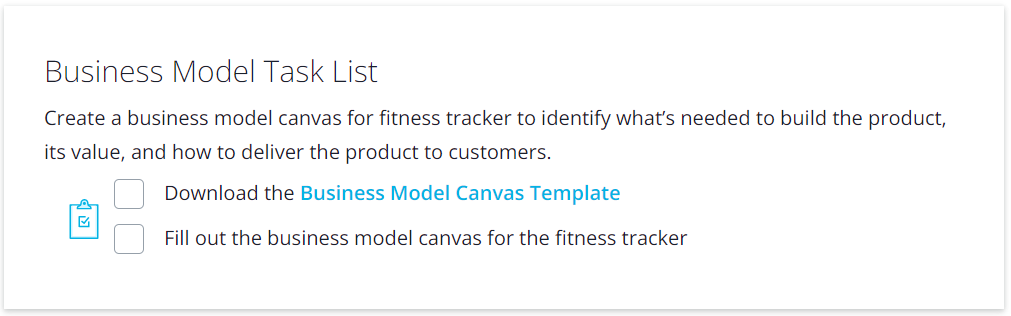 Business Model Task List
Create a business model canvas for fitness tracker to identify what’s needed to build the product,
its value, and how to deliver the product to customers.
Download the Business Model Canvas Template
Fill out the business model canvas for the fitness tracker